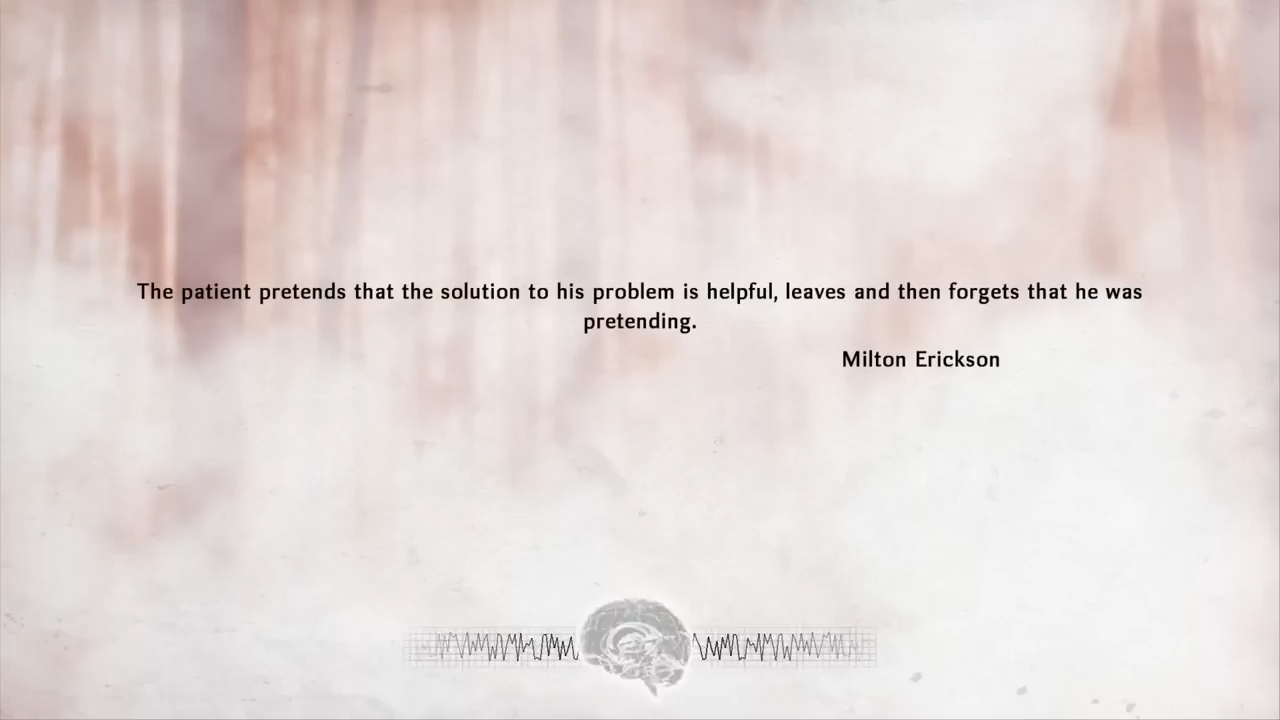 The patient pretends that the solution to his problem is helpful, leaves and then forgets that he was
pretending.
Milton Erickson